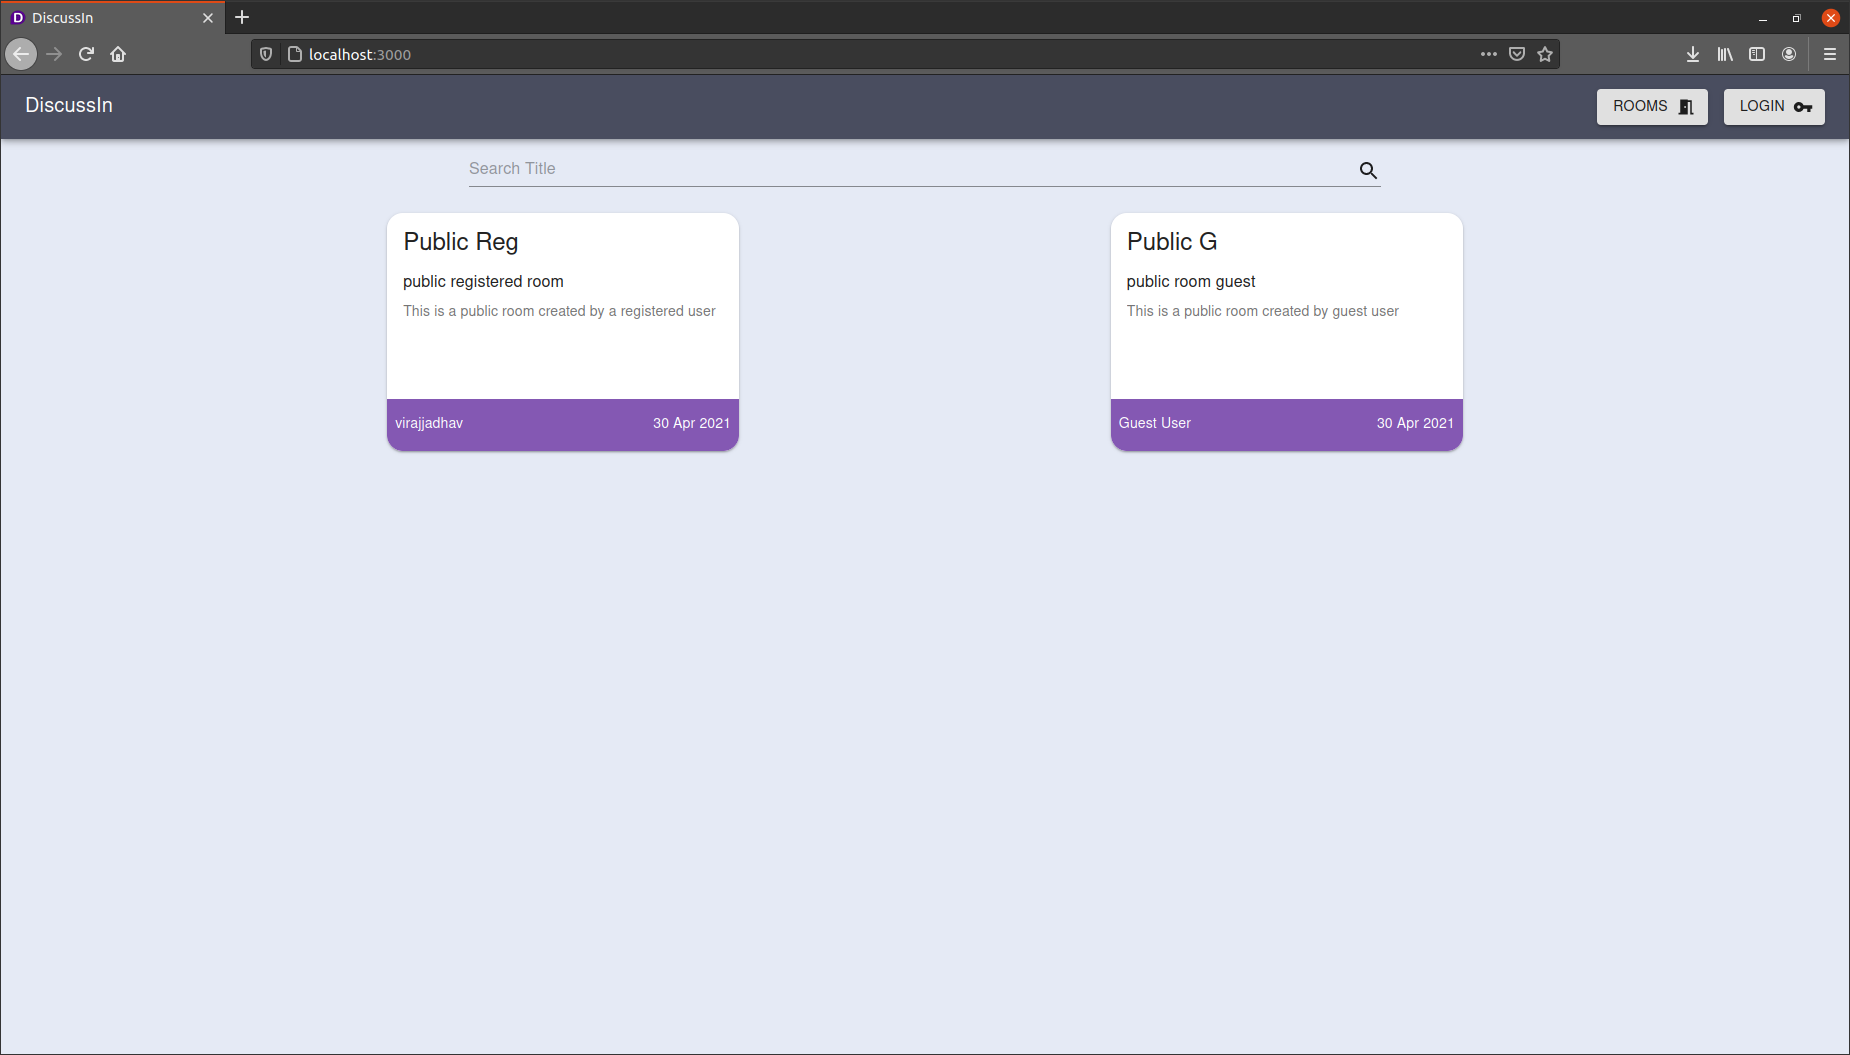 DiscussIn
localhost:3000
DiscussIn
ROOMS
LOGIN
Search Title
Public Reg
public registered room
This is a public room created by a registered user
virajjadhav
30 Apr 2021
Public G
public room guest
This is a public room created by guest user
Guest User
30 Apr 2021